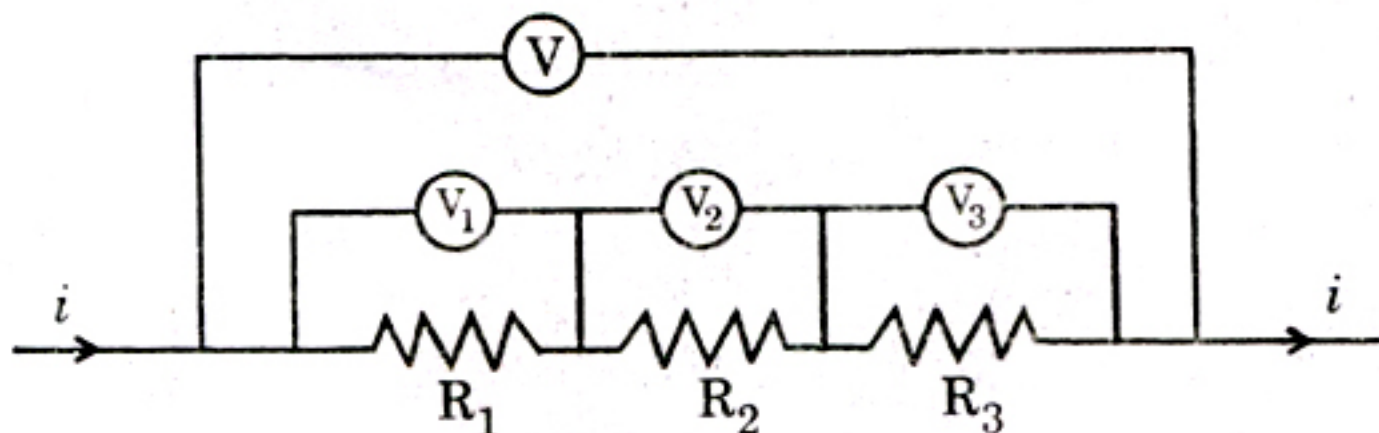 V
V₁ V₂ V₃
i i
R₁ R₂ R₃